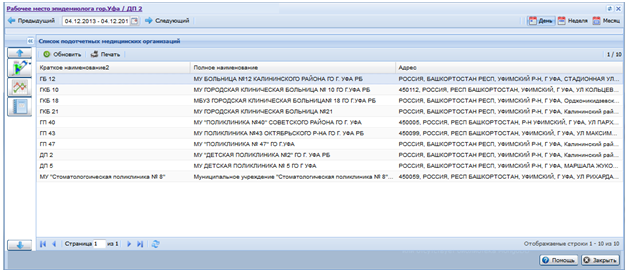 Рабочее место эпидемиолога гор.Уфа / ДП 2
Предыдущий 04.12.2013 - 04.12.201 Следующий День Неделя Месяц
Список подотчетных медицинских организаций
Обновить Печать 1 / 10
Краткое наименование2 Полное наименование Адрес
ГБ 12 МУ БОЛЬНИЦА №12 КАЛИНИНСКОГО РАЙОНА ГО Г. УФА РБ РОССИЯ, БАШКОРТОСТАН РЕСП, УФИМСКИЙ Р-Н, Г УФА, СТАДИОННАЯ УЛ...
ГКБ 10 МУ ГОРОДСКАЯ КЛИНИЧЕСКАЯ БОЛЬНИЦА № 10 ГО Г.УФА РБ 450112, РОССИЯ, РЕСП БАШКОРТОСТАН, УФИМСКИЙ, Г УФА, УЛ КОЛЬЦЕВ...
ГКБ 18 МБУЗ ГОРОДСКАЯ КЛИНИЧЕСКАЯ БОЛЬНИЦА№ 18 ГО Г.УФА РБ РОССИЯ, БАШКОРТОСТАН РЕСП, УФИМСКИЙ Р-Н, Г УФА, Орджоникидзевск...
ГКБ 21 МУ ГОРОДСКАЯ КЛИНИЧЕСКАЯ БОЛЬНИЦА №21 РОССИЯ, БАШКОРТОСТАН РЕСП, УФИМСКИЙ Р-Н, Г УФА, Калининский рай...
ГП 40 МУ "ПОЛИКЛИНИКА №40" СОВЕТСКОГО РАЙОНА ГО Г. УФА 450005, РОССИЯ, РЕСП БАШКОРТОСТАН, Р-Н УФИМСКИЙ, Г УФА, УЛ ПАРХ...
ГП 43 МУ ПОЛИКЛИНИКА №43 ОКТЯБРЬСКОГО Р-НА ГО Г. УФА РБ 450099, РОССИЯ, РЕСП БАШКОРТОСТАН, УФИМСКИЙ, Г УФА, УЛ МАКСИМ...
ГП 47 МУ "ПОЛИКЛИНИКА № 47" ГО Г.УФА РОССИЯ, БАШКОРТОСТАН РЕСП, УФИМСКИЙ Р-Н, Г УФА, Калининский рай...
ДП 2 МУ "ДЕТСКАЯ ПОЛИКЛИНИКА №2" ГО Г. УФА РБ РОССИЯ, БАШКОРТОСТАН РЕСП, УФИМСКИЙ Р-Н, Г УФА, Калининский рай...
ДП 5 МУ ДЕТСКАЯ ПОЛИКЛИНИКА № 5 ГО Г УФА РОССИЯ, БАШКОРТОСТАН РЕСП, УФИМСКИЙ Р-Н, Г УФА, МАРШАЛА ЖУКО...
МУ "Стоматологическая поликлиника № 8" Муниципальное учреждение "Стоматологическая поликлиника № 8"... 450059, РОССИЯ, РЕСП БАШКОРТОСТАН, УФИМСКИЙ, Г УФА, УЛ РИХАРДА...
Страница 1 из 1 Отображаемые строки 1 - 10 из 10
Помощь Закрыть